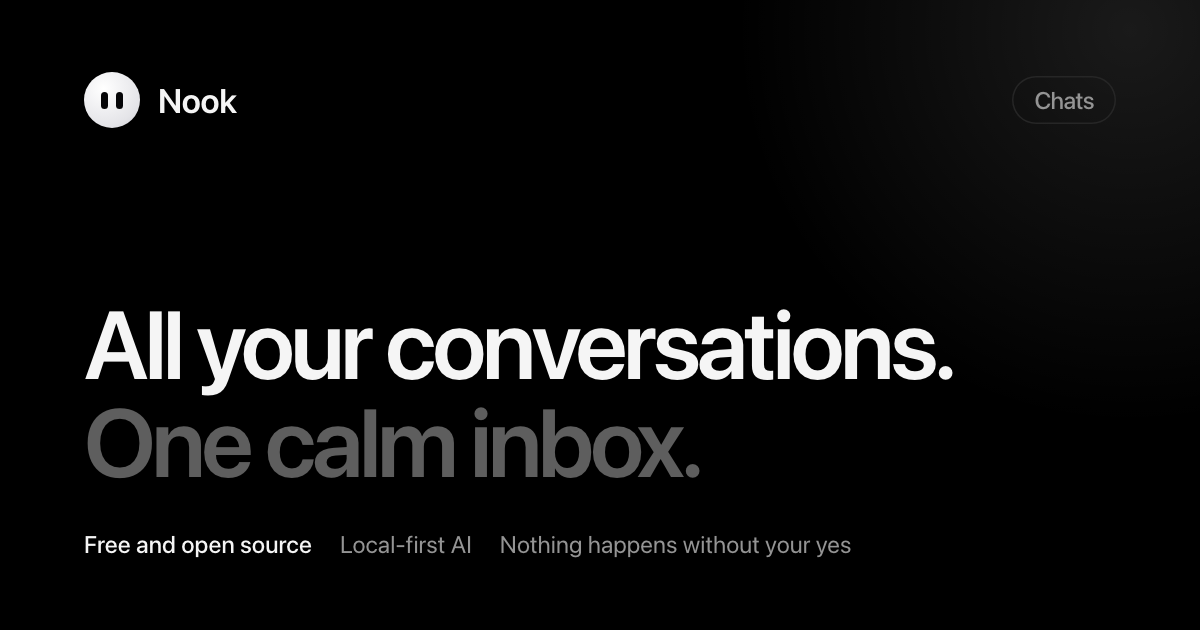 Nook
Chats
All your conversations.
One calm inbox.
Free and open source Local-first AI Nothing happens without your yes